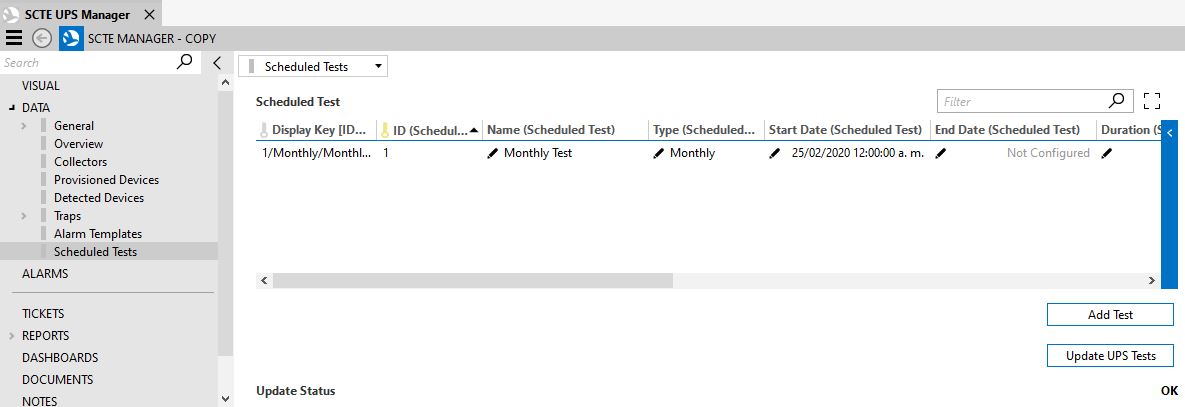 SCTE UPS Manager
SCTE MANAGER - COPY
Search
VISUAL
DATA
General
Overview
Collectors
Provisioned Devices
Detected Devices
Traps
Alarm Templates
Scheduled Tests
ALARMS
TICKETS
REPORTS
DASHBOARDS
DOCUMENTS
NOTES
Scheduled Tests
Scheduled Test
Filter
Display Key [ID... ID (Schedul... Name (Scheduled Test) Type (Scheduled... Start Date (Scheduled Test) End Date (Scheduled Test) Duration (S
1/Monthly/Monthl... 1 Monthly Test Monthly 25/02/2020 12:00:00 a. m. Not Configured
Add Test
Update UPS Tests
Update Status OK